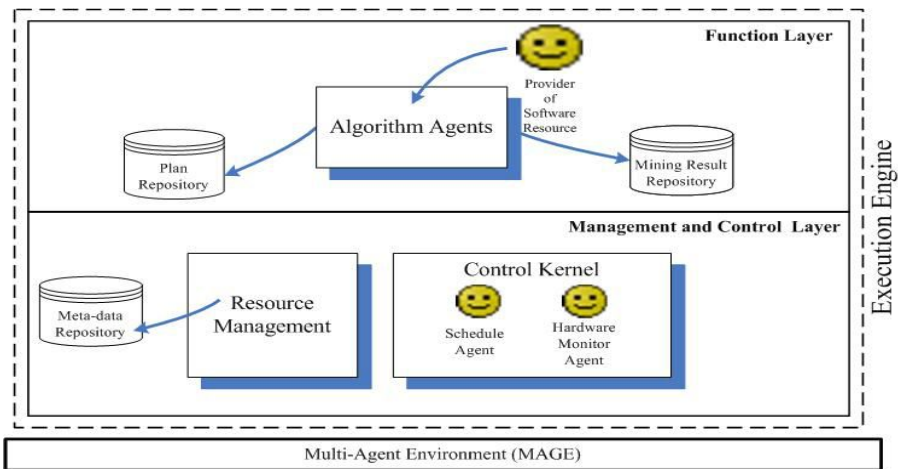 Function Layer
Provider
of
Software
Resource
Algorithm Agents
Plan
Repository
Mining Result
Repository
Execution Engine
Management and Control Layer
Meta-data
Repository
Resource
Management
Control Kernel
Schedule
Agent
Hardware
Monitor
Agent
Multi-Agent Environment (MAGE)